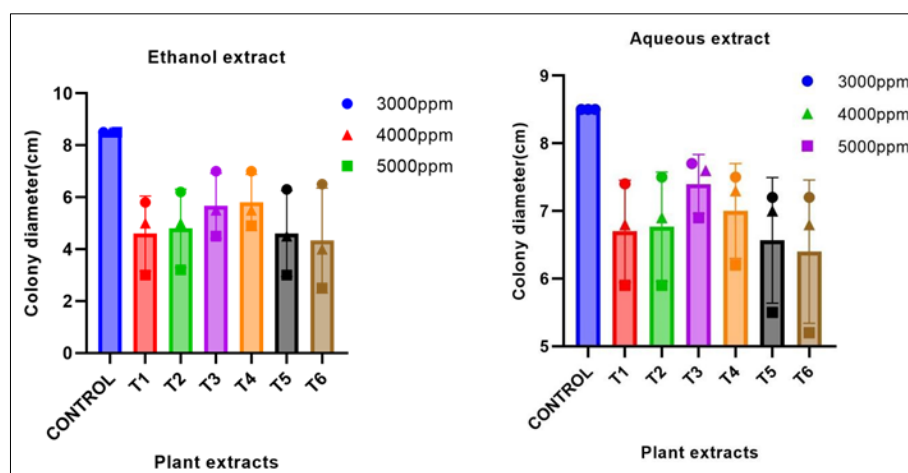 Ethanol extract
3000ppm
4000ppm
5000ppm
Colony diameter(cm)
10
8
6
4
2
0
CONTROL
T1
T2
T3
T4
T5
T6
Plant extracts
Aqueous extract
3000ppm
4000ppm
5000ppm
Colony diameter(cm)
9
8
7
6
5
CONTROL
T1
T2
T3
T4
T5
T6
Plant extracts